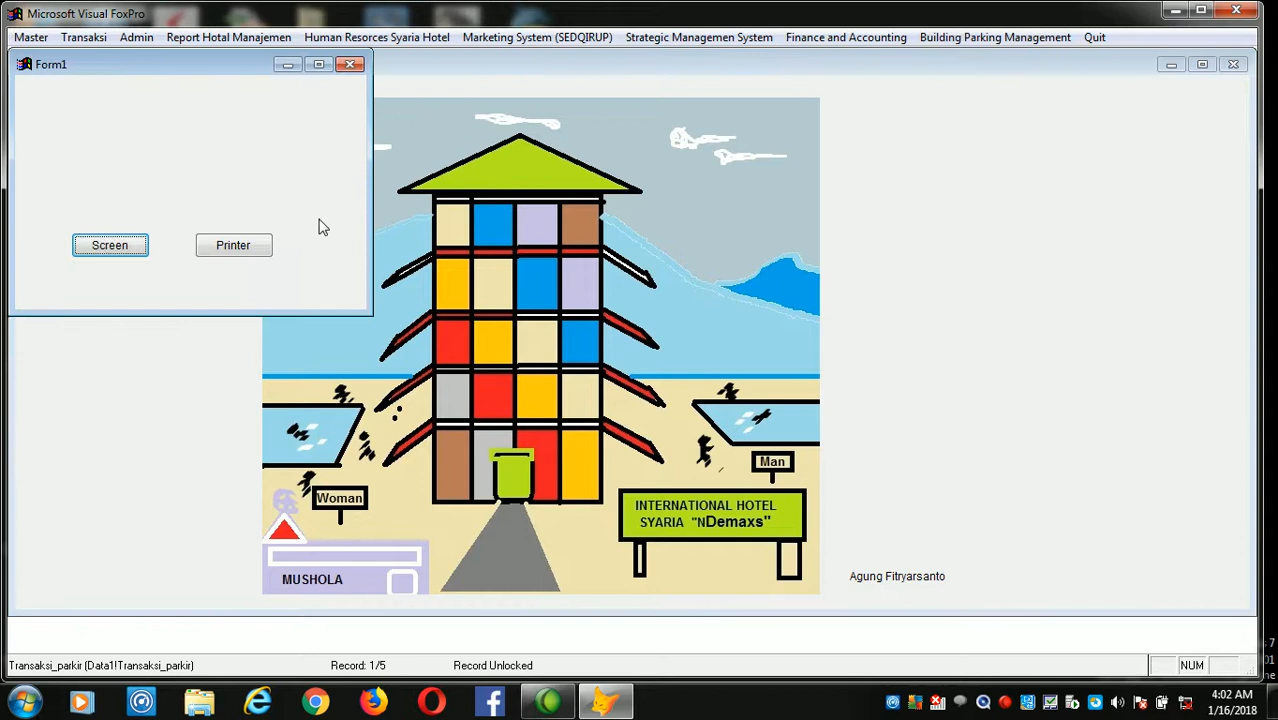 Microsoft Visual FoxPro
Master Transaksi Admin Report Hotal Manajemen Human Resorces Syaria Hotel Marketing System (SEDQIRUP) Strategic Managemen System Finance and Accounting Building Parking Management Quit
Form1
Screen Printer
Man
Woman
INTERNATIONAL HOTEL
SYARIA "NDemaxs"
MUSHOLA
Agung Fitryarsanto
Transaksi_parkir (Data1!Transaksi_parkir) Record: 1/5 Record Unlocked NUM
4:02 AM
1/16/2018